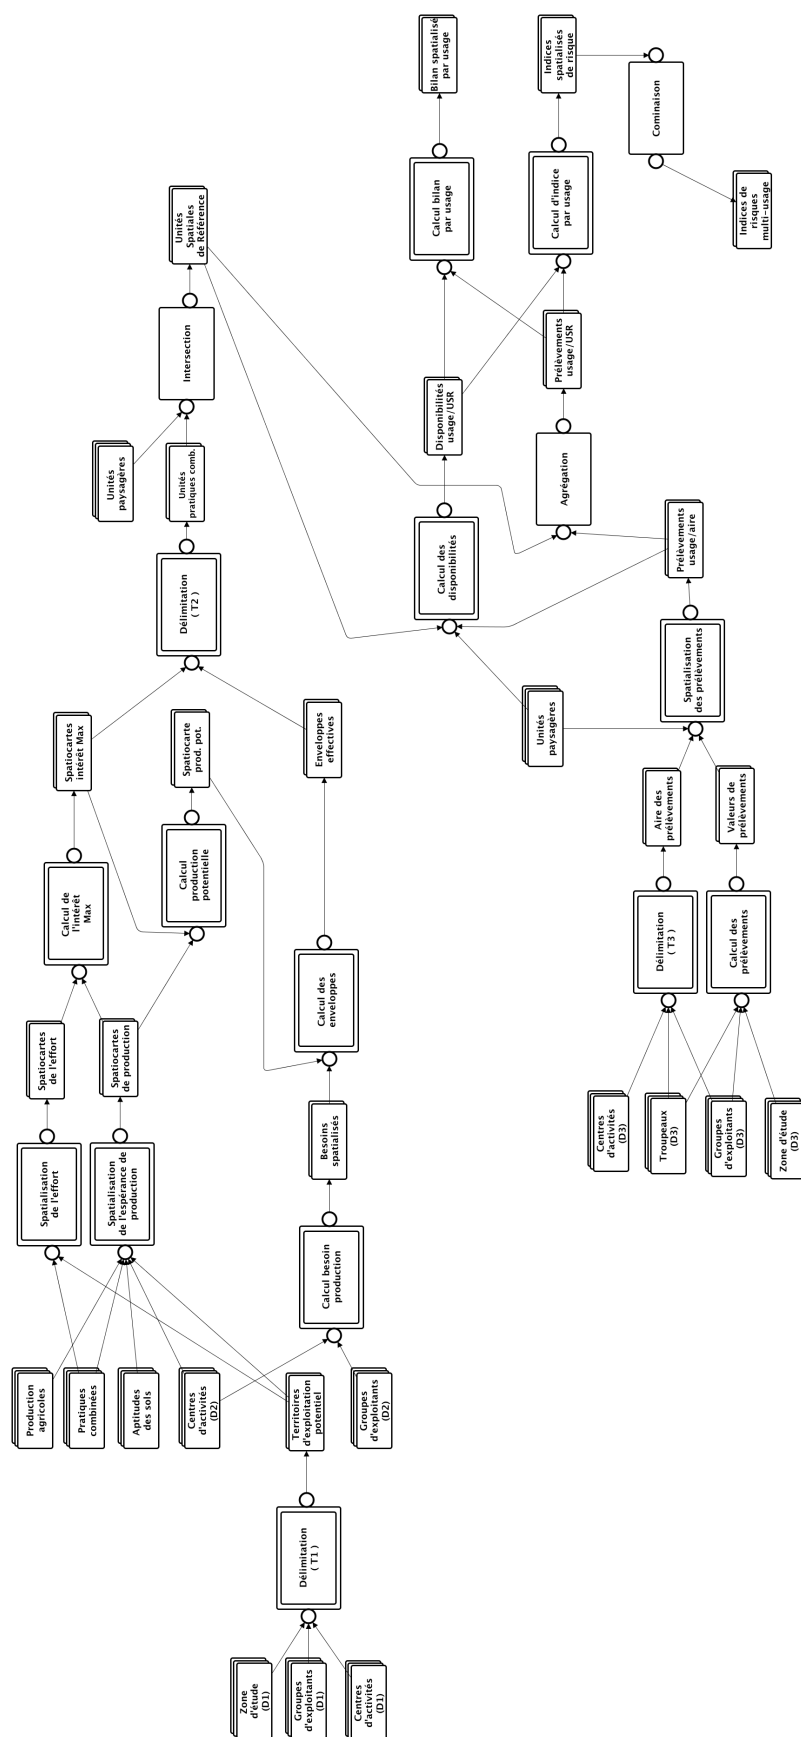 Zone
d'étude
(D1)
Groupes
d'exploitants
(D1)
Centres
d'activités
(D1)
Délimitation
( T1 )
Production
agricoles
Pratiques
combinées
Aptitudes
des sols
Centres
d'activités
(D2)
Territoires
d'exploitation
potentiel
Groupes
d'exploitants
(D2)
Spatialisation
de l'effort
Spatialisation
de l'espérance de
production
Calcul besoin
production
Spatiocartes
de l'effort
Spatiocartes
de production
Besoins
spatialisés
Calcul de
l'intérêt
Max
Calcul
production
potentielle
Calcul des
enveloppes
Spatiocartes
intérêt Max
Spatiocarte
prod. pot.
Enveloppes
effectives
Délimitation
( T2 )
Unités
paysagères
Unités
pratiques comb.
Intersection
Unités
Spatiales
de Référence
Centres
d'activités
(D3)
Troupeaux
(D3)
Groupes
d'exploitants
(D3)
Zone d'étude
(D3)
Délimitation
( T3 )
Calcul des
prélèvements
Aire des
prélèvements
Valeurs de
prélèvements
Unités
paysagères
Spatialisation
des prélèvements
Prélèvements
usage/aire
Calcul des
disponibilités
Agrégation
Disponibilités
usage/USR
Prélèvements
usage/USR
Calcul bilan
par usage
Calcul d'indice
par usage
Bilan spatialisé
par usage
Indices
spatialisés
de risque
Cominaison
Indices de
risques
multi-usage